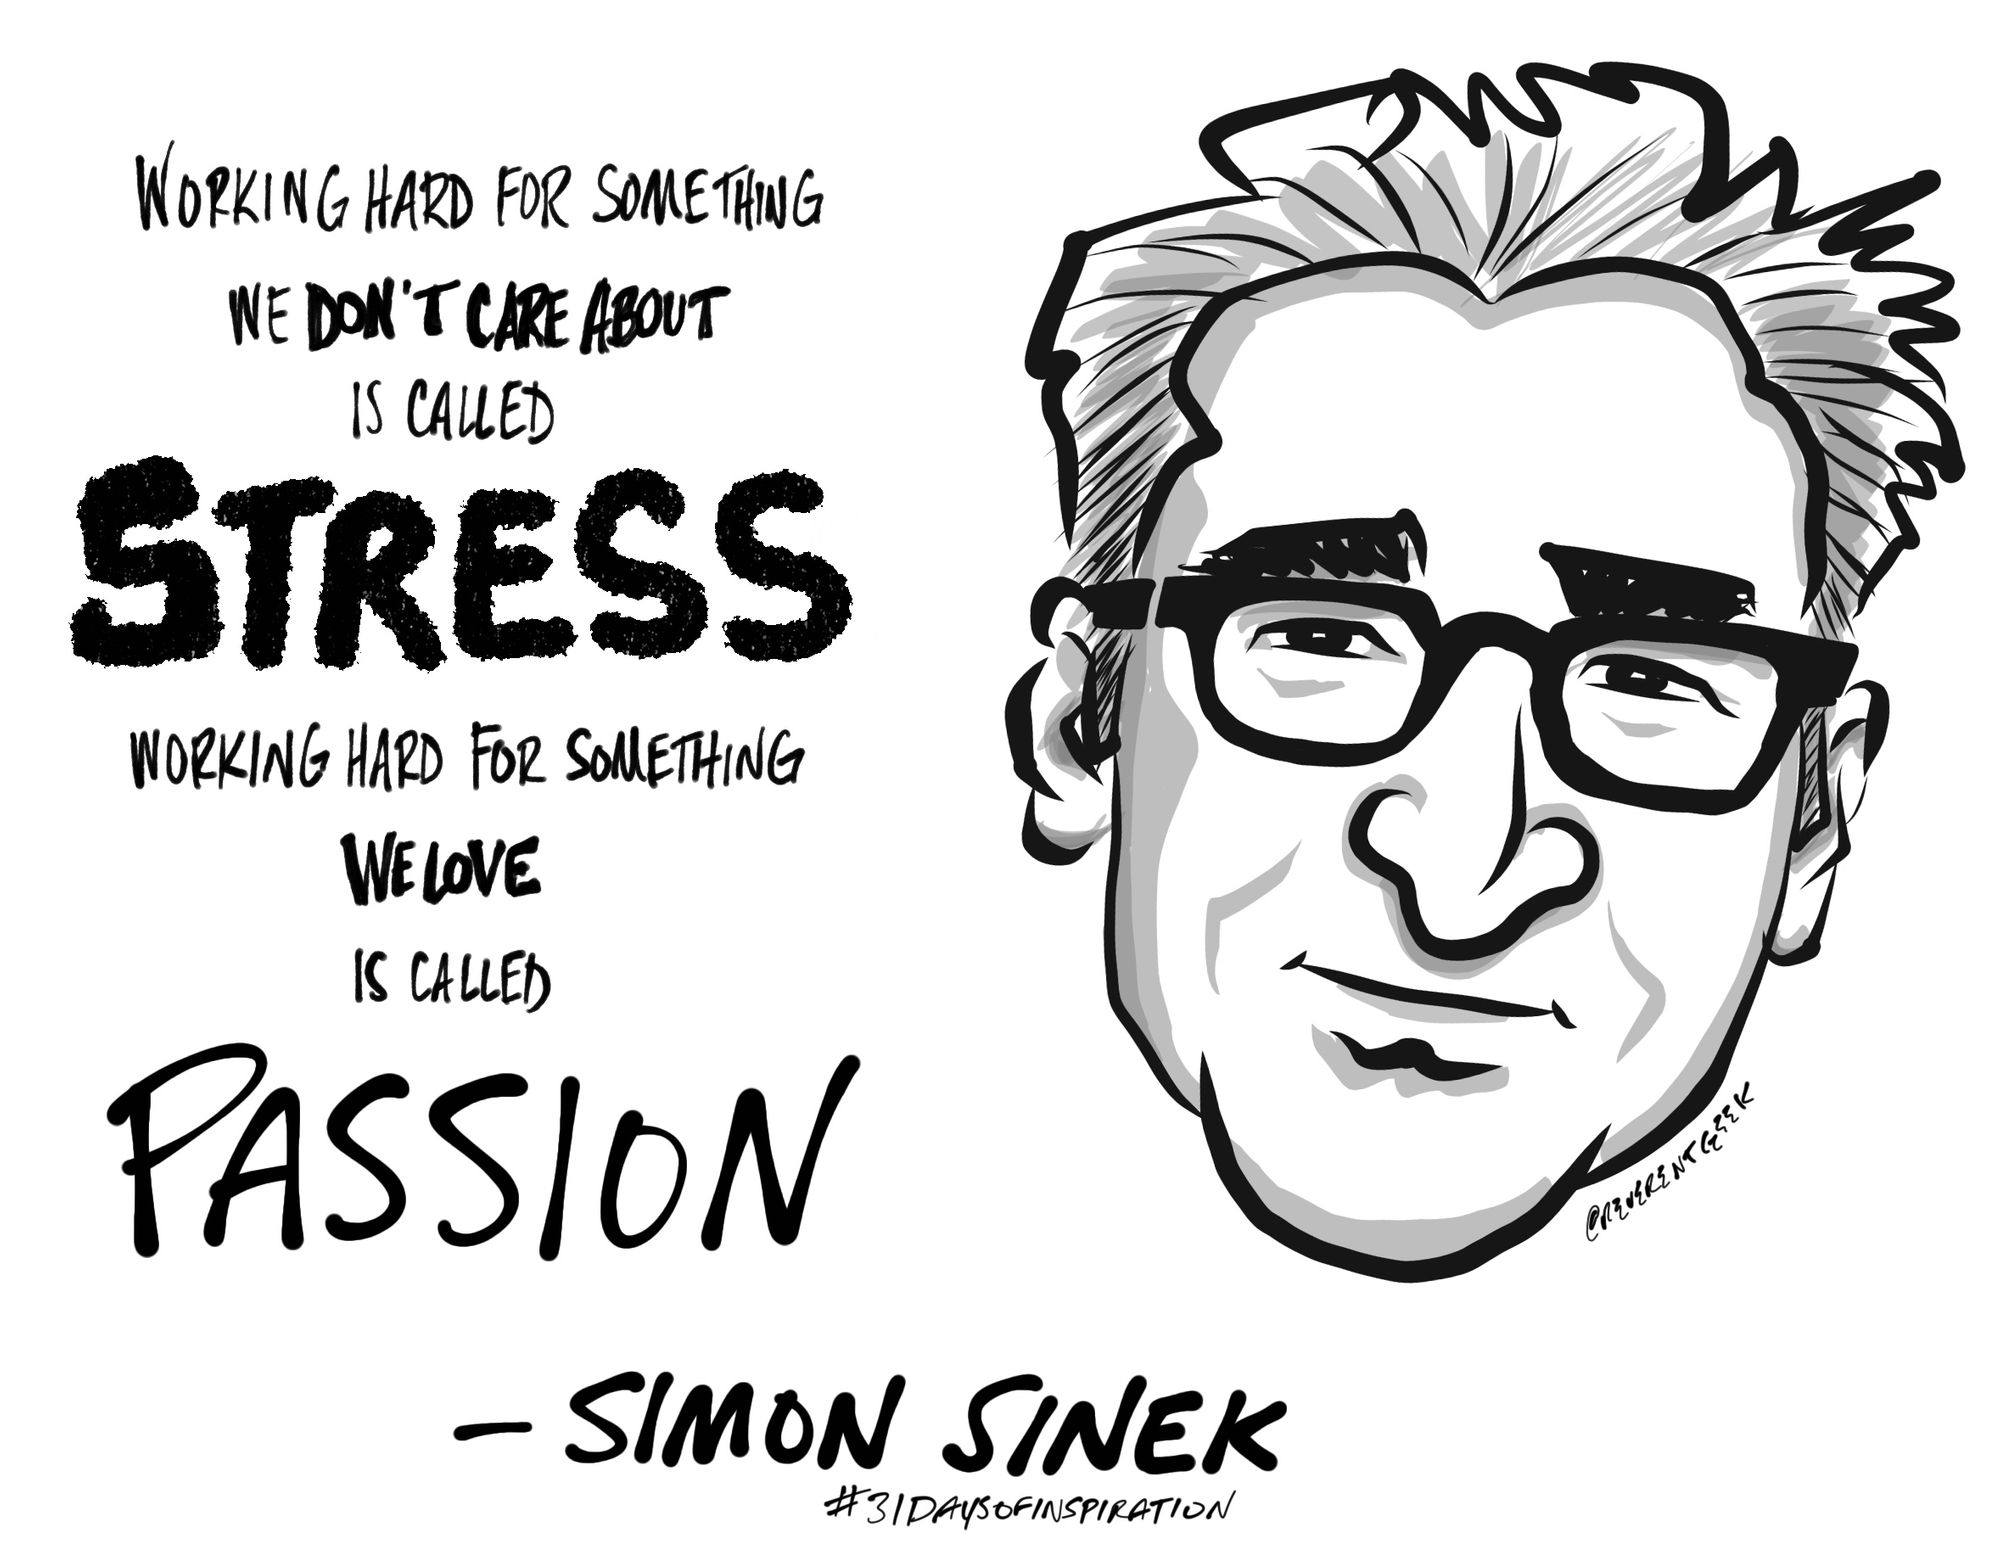 WORKING HARD FOR SOMETHING
WE DON'T CARE ABOUT
IS CALLED
STRESS
WORKING HARD FOR SOMETHING
WE LOVE
IS CALLED
PASSION
@REVERENTGEEK
— SIMON SINEK
#31DAYSOFINSPIRATION